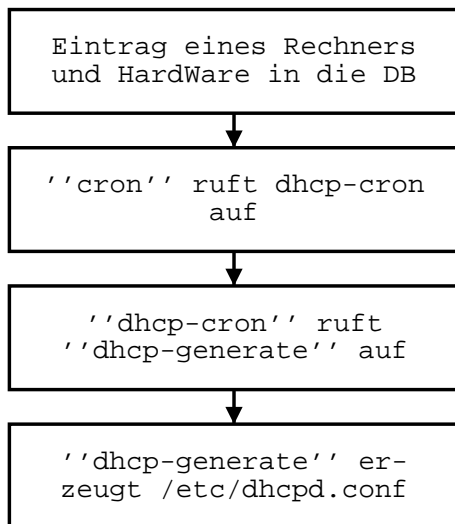 Eintrag eines Rechners
und HardWare in die DB
''cron'' ruft dhcp-cron
auf
''dhcp-cron'' ruft
''dhcp-generate'' auf
''dhcp-generate'' er-
zeugt /etc/dhcpd.conf